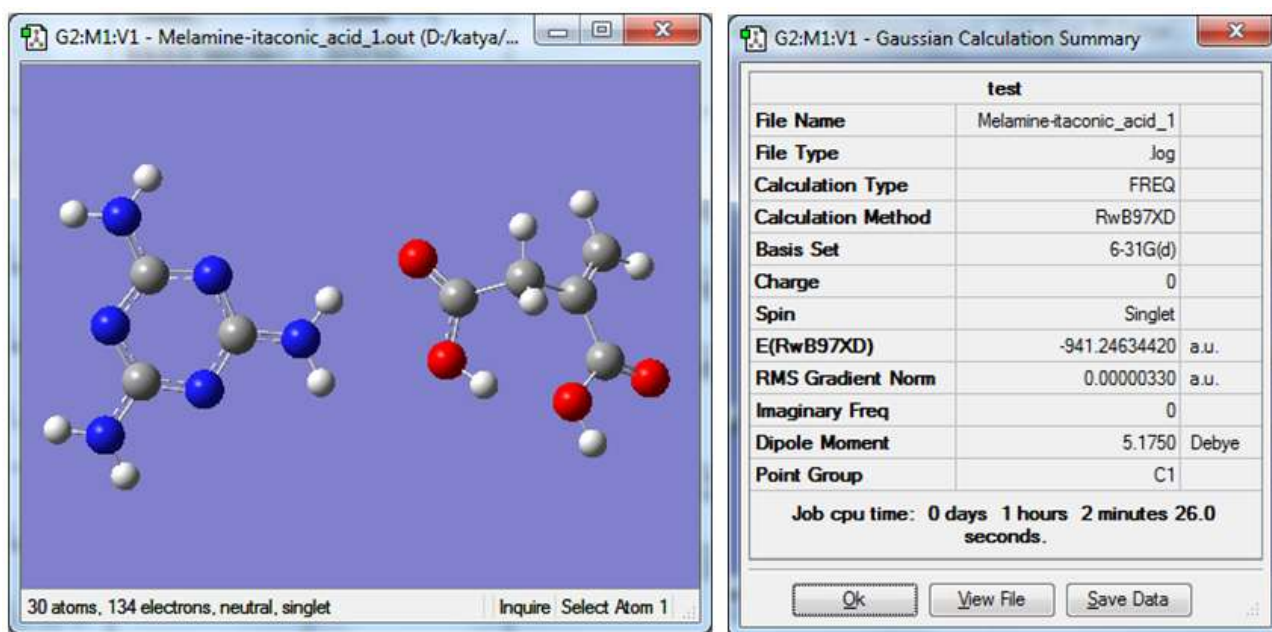 G2:M1:V1 - Melamine-itaconic_acid_1.out (D:/katya/...
30 atoms, 134 electrons, neutral, singlet Inquire Select Atom 1
G2:M1:V1 - Gaussian Calculation Summary
test
File Name Melamine-itaconic_acid_1
File Type .log
Calculation Type FREQ
Calculation Method RwB97XD
Basis Set 6-31G(d)
Charge 0
Spin Singlet
E(RwB97XD) -941.24634420 a.u.
RMS Gradient Norm 0.00000330 a.u.
Imaginary Freq 0
Dipole Moment 5.1750 Debye
Point Group C1
Job cpu time: 0 days 1 hours 2 minutes 26.0
seconds.
Ok View File Save Data